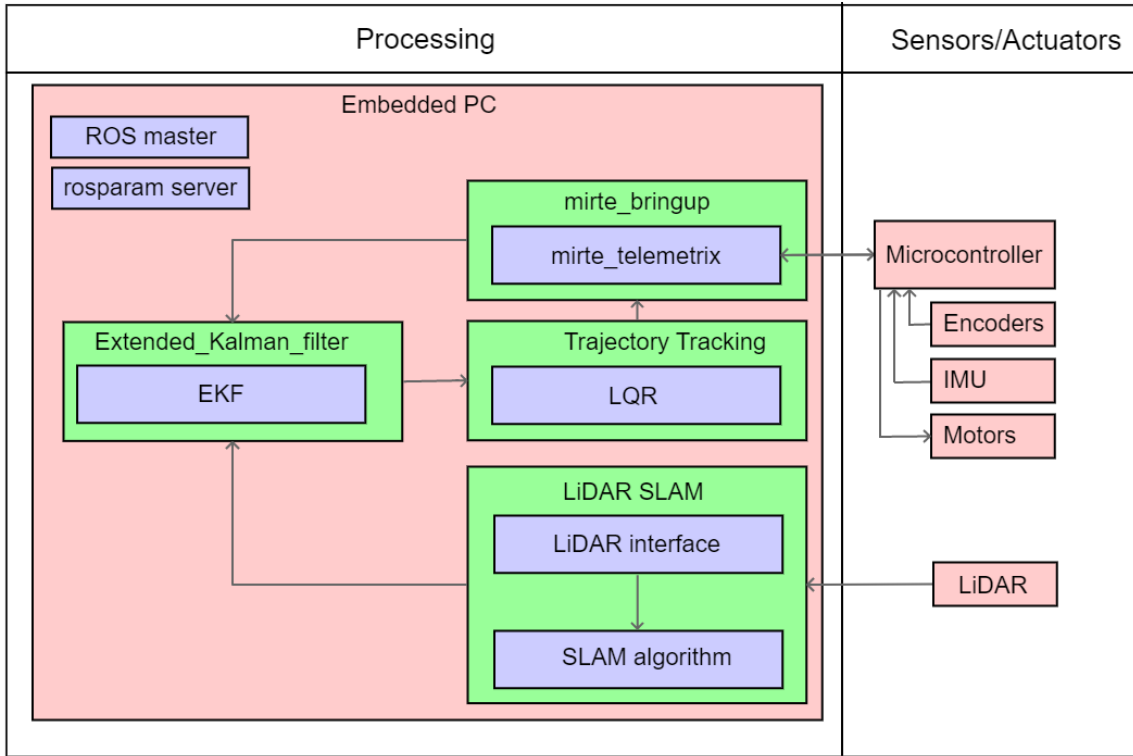 Processing
Sensors/Actuators
Embedded PC
ROS master
rosparam server
mirte_bringup
mirte_telemetrix
Microcontroller
Encoders
Extended_Kalman_filter
EKF
Trajectory Tracking
LQR
IMU
Motors
LiDAR SLAM
LiDAR interface
SLAM algorithm
LiDAR